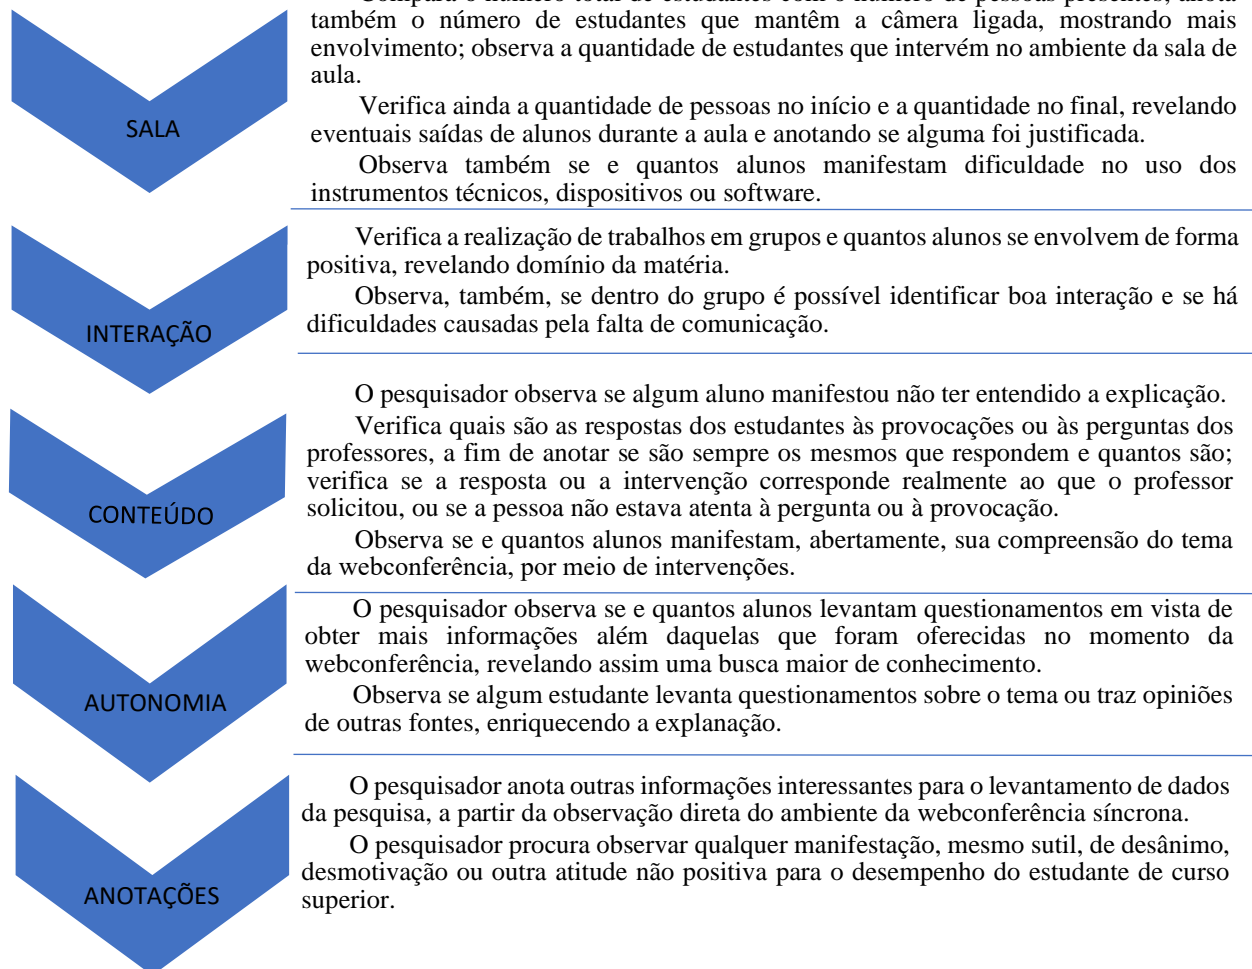 Compara o número total de estudantes com o número de pessoas presentes; anota
também o número de estudantes que mantêm a câmera ligada, mostrando mais
envolvimento; observa a quantidade de estudantes que intervém no ambiente da sala de
aula.
Verifica ainda a quantidade de pessoas no início e a quantidade no final, revelando
eventuais saídas de alunos durante a aula e anotando se alguma foi justificada.
Observa também se e quantos alunos manifestam dificuldade no uso dos
instrumentos técnicos, dispositivos ou software.
SALA
Verifica a realização de trabalhos em grupos e quantos alunos se envolvem de forma
positiva, revelando domínio da matéria.
Observa, também, se dentro do grupo é possível identificar boa interação e se há
dificuldades causadas pela falta de comunicação.
INTERAÇÃO
O pesquisador observa se algum aluno manifestou não ter entendido a explicação.
Verifica quais são as respostas dos estudantes às provocações ou às perguntas dos
professores, a fim de anotar se são sempre os mesmos que respondem e quantos são;
verifica se a resposta ou a intervenção corresponde realmente ao que o professor
solicitou, ou se a pessoa não estava atenta à pergunta ou à provocação.
Observa se e quantos alunos manifestam, abertamente, sua compreensão do tema
da webconferência, por meio de intervenções.
CONTEÚDO
O pesquisador observa se e quantos alunos levantam questionamentos em vista de
obter mais informações além daquelas que foram oferecidas no momento da
webconferência, revelando assim uma busca maior de conhecimento.
Observa se algum estudante levanta questionamentos sobre o tema ou traz opiniões
de outras fontes, enriquecendo a explanação.
AUTONOMIA
O pesquisador anota outras informações interessantes para o levantamento de dados
da pesquisa, a partir da observação direta do ambiente da webconferência síncrona.
O pesquisador procura observar qualquer manifestação, mesmo sutil, de desânimo,
desmotivação ou outra atitude não positiva para o desempenho do estudante de curso
superior.
ANOTAÇÕES